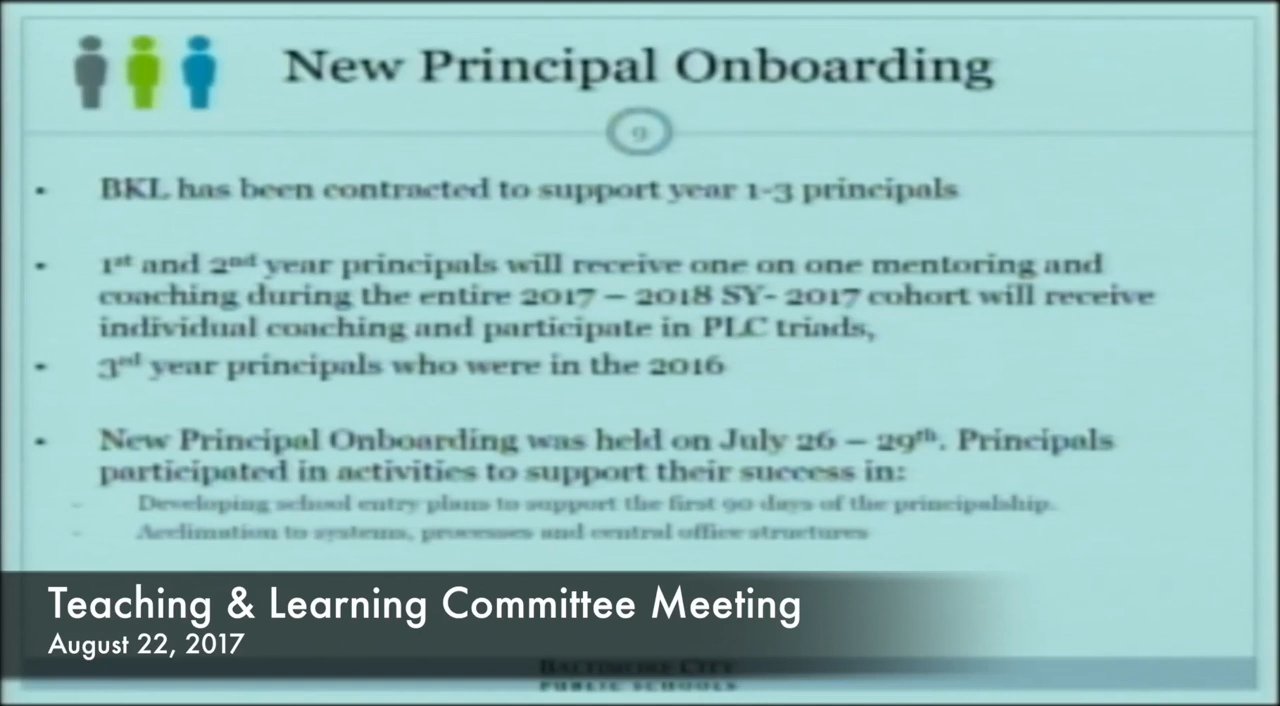 New Principal Onboarding
9
• BKL has been contracted to support year 1-3 principals
• 1st and 2nd year principals will receive one on one mentoring and
coaching during the entire 2017 – 2018 SY- 2017 cohort will receive
individual coaching and participate in PLC triads,
• 3rd year principals who were in the 2016
• New Principal Onboarding was held on July 26 – 29th. Principals
participated in activities to support their success in:
- Developing school entry plans to support the first 90 days of the principalship.
- Acclimation to systems, processes and central office structures
Teaching & Learning Committee Meeting
August 22, 2017
BALTIMORE CITY
PUBLIC SCHOOLS